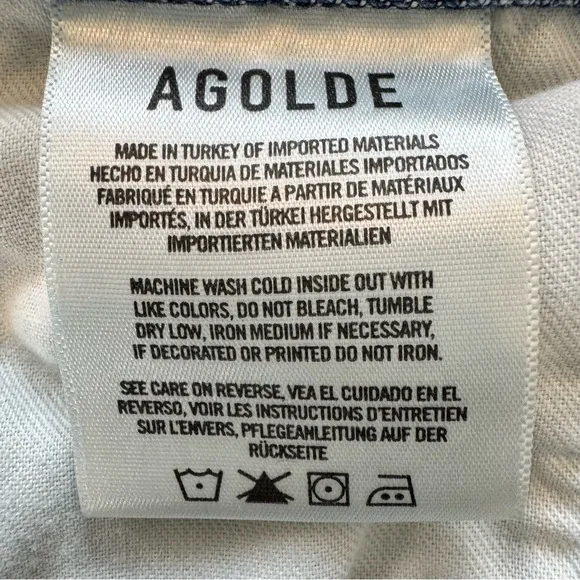 AGOLDE
MADE IN TURKEY OF IMPORTED MATERIALS
HECHO EN TURQUIA DE MATERIALES IMPORTADOS
FABRIQUÉ EN TURQUIE A PARTIR DE MATÉRIAUX
IMPORTÉS, IN DER TÜRKEI HERGESTELLT MIT
IMPORTIERTEN MATERIALIEN
MACHINE WASH COLD INSIDE OUT WITH
LIKE COLORS, DO NOT BLEACH, TUMBLE
DRY LOW, IRON MEDIUM IF NECESSARY,
IF DECORATED OR PRINTED DO NOT IRON.
SEE CARE ON REVERSE, VEA EL CUIDADO EN EL
REVERSO, VOIR LES INSTRUCTIONS D'ENTRETIEN
SUR L'ENVERS, PFLEGEANLEITUNG AUF DER
RÜCKSEITE